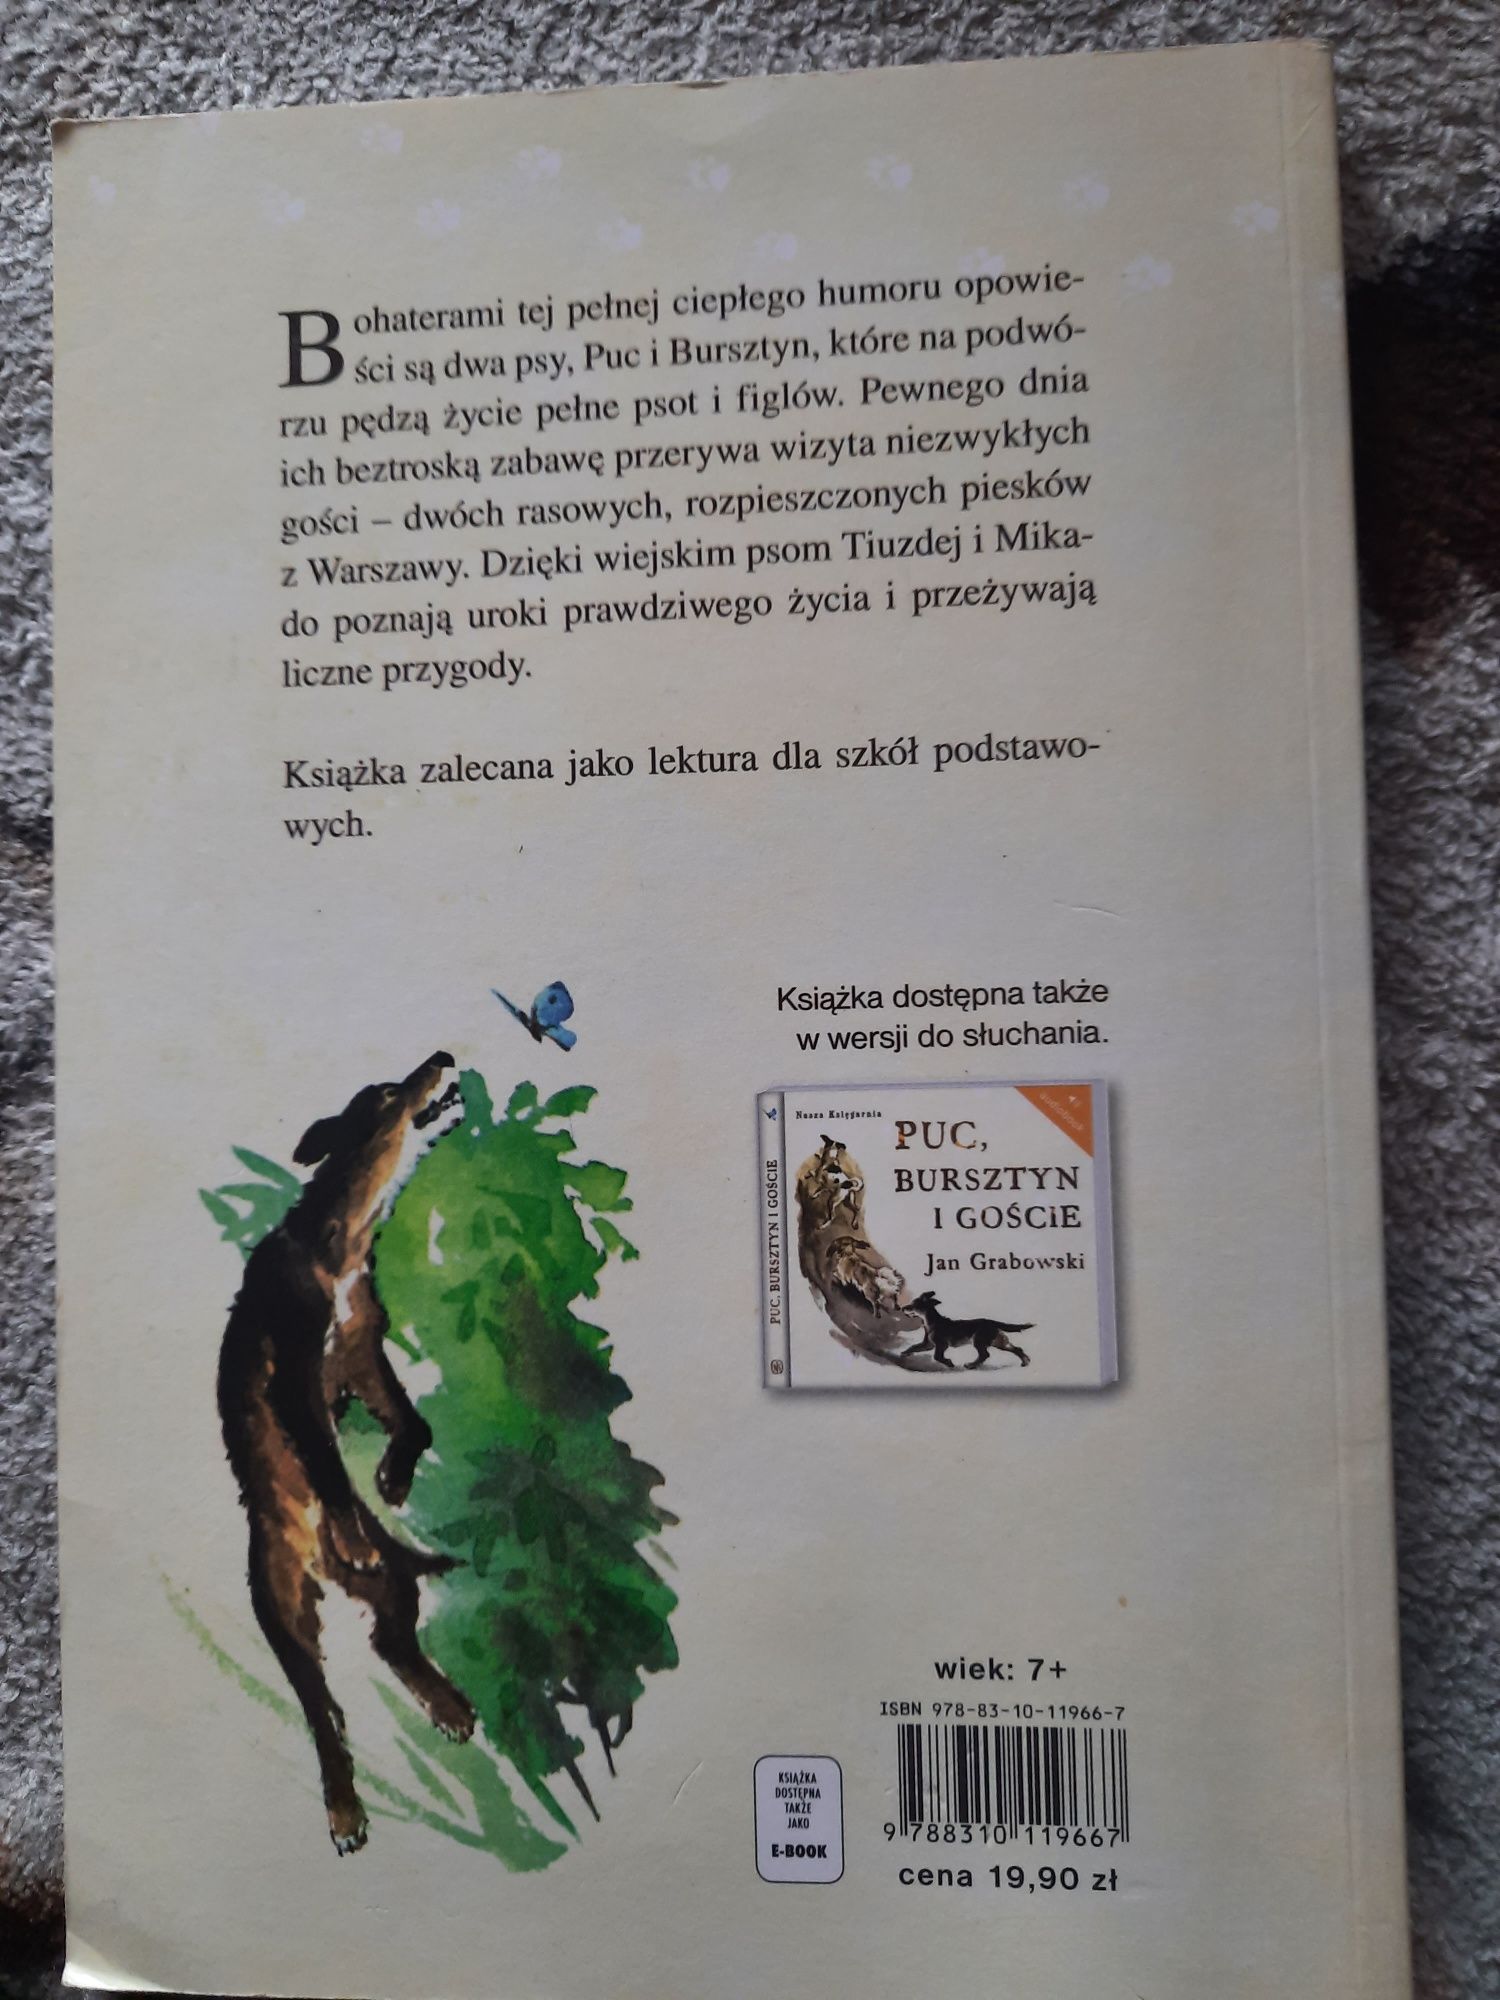 Bohaterami tej pełnej ciepłego humoru opowie-
ści są dwa psy, Puc i Bursztyn, które na podwó-
rzu pędzą życie pełne psot i figlów. Pewnego dnia
ich beztroską zabawę przerywa wizyta niezwykłych
gości – dwóch rasowych, rozpieszczonych piesków
z Warszawy. Dzięki wiejskim psom Tiuzdej i Mika-
do poznają uroki prawdziwego życia i przeżywają
liczne przygody.
Książka zalecana jako lektura dla szkół podstawo-
wych.
Książka dostępna także
w wersji do słuchania.
PUC, BURSZTYN I GOŚCIE
Nasza Księgarnia
audiobook
PUC,
BURSZTYN
I GOŚCIE
Jan Grabowski
wiek: 7+
ISBN 978-83-10-11966-7
9 788310 119667
cena 19,90 zł
KSIĄŻKA
DOSTĘPNA
TAKŻE
JAKO
E-BOOK